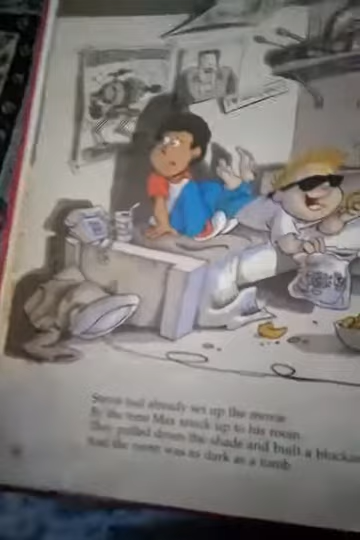 Steve had already set up the movie
By the time Max snuck up to his room.
They pulled down the shade and built a blockade
And the room was as dark as a tomb